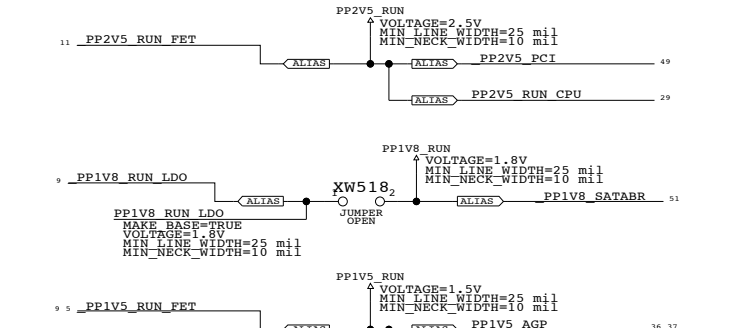 PP2V5_RUN
VOLTAGE=2.5V
MIN_LINE_WIDTH=25 mil
MIN_NECK_WIDTH=10 mil
11 PP2V5_RUN_FET
ALIAS
ALIAS
_PP2V5_PCI
49
ALIAS
PP2V5_RUN_CPU
29
PP1V8_RUN
VOLTAGE=1.8V
MIN_LINE_WIDTH=25 mil
MIN_NECK_WIDTH=10 mil
9 _PP1V8_RUN_LDO
ALIAS
1
XW518
2
JUMPER
OPEN
ALIAS
_PP1V8_SATABR
51
PP1V8_RUN_LDO
MAKE_BASE=TRUE
VOLTAGE=1.8V
MIN_LINE_WIDTH=25 mil
MIN_NECK_WIDTH=10 mil
PP1V5_RUN
VOLTAGE=1.5V
MIN_LINE_WIDTH=25 mil
MIN_NECK_WIDTH=10 mil
9 5 _PP1V5_RUN_FET
ALIAS
ALIAS
PP1V5_AGP
36 37